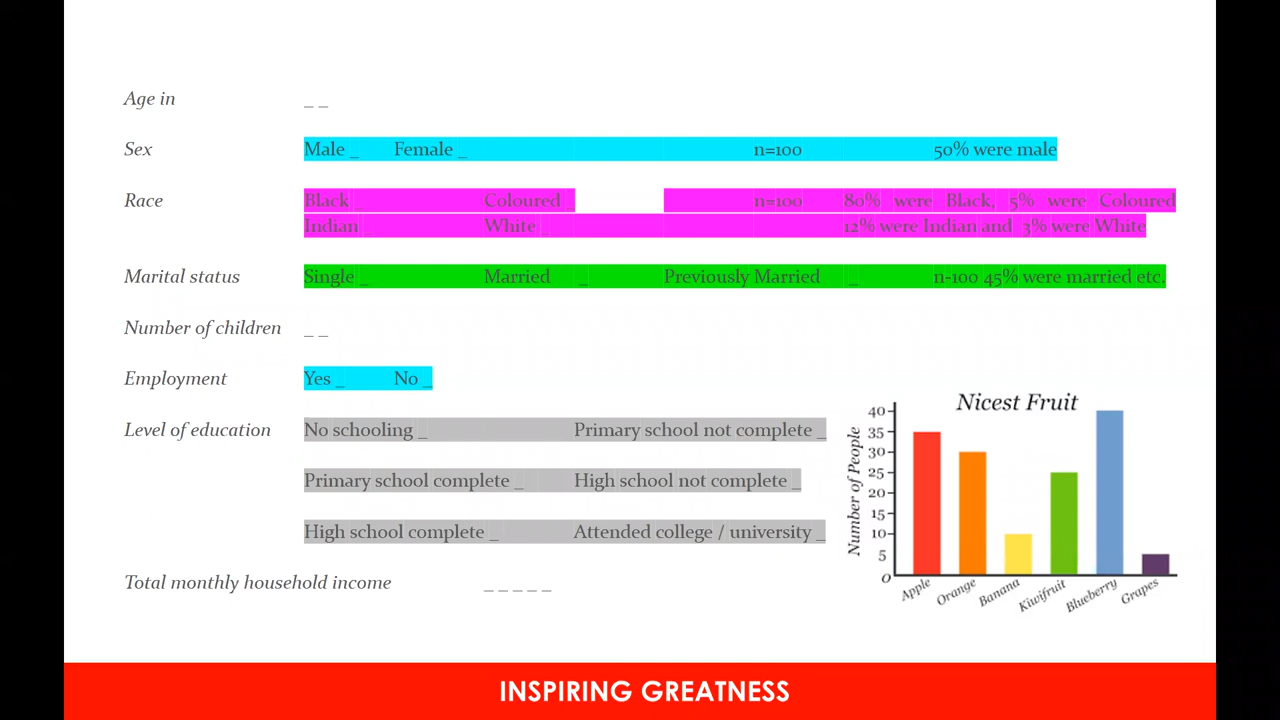 Age in _ _
Sex Male _ Female _ n=100 50% were male
Race Black _ Coloured _ n=100 80% were Black, 5% were Coloured
Indian _ White _ 12% were Indian and 3% were White
Marital status Single _ Married _ Previously Married _ n-100 45% were married etc.
Number of children _ _
Employment Yes _ No _
Level of education No schooling _ Primary school not complete _
Primary school complete _ High school not complete _
High school complete _ Attended college / university _
Total monthly household income _ _ _ _ _
Nicest Fruit
Number of People
40
35
30
25
20
15
10
5
0
Apple Orange Banana Kiwifruit Blueberry Grapes
INSPIRING GREATNESS